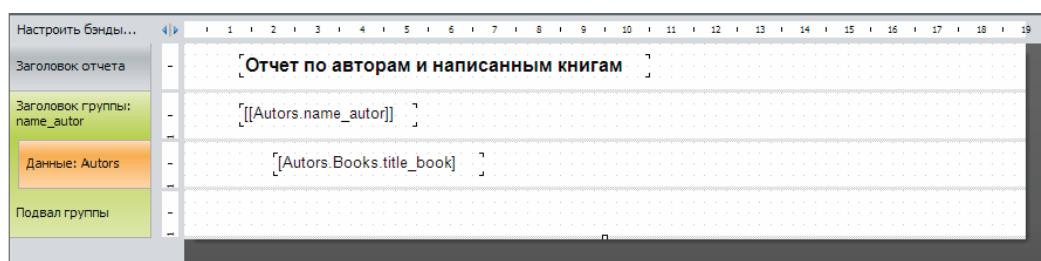 Настроить бэнды... 1 2 3 4 5 6 7 8 9 10 11 12 13 14 15 16 17 18 19
Заголовок отчета - Отчет по авторам и написанным книгам
Заголовок группы: name_autor - [[Autors.name_autor]]
Данные: Autors - [Autors.Books.title_book]
Подвал группы -